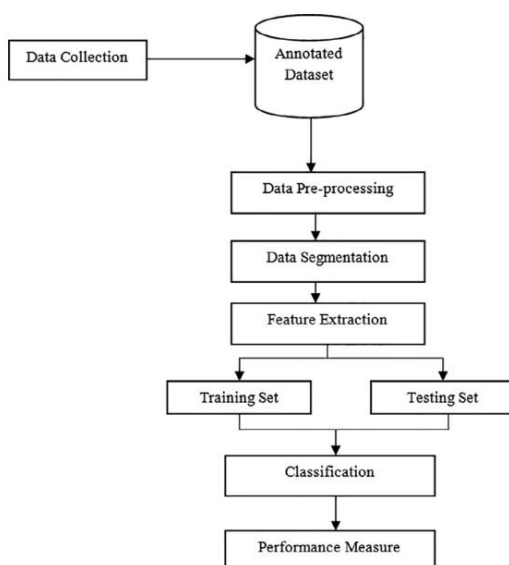 Data Collection
Annotated
Dataset
Data Pre-processing
Data Segmentation
Feature Extraction
Training Set
Testing Set
Classification
Performance Measure